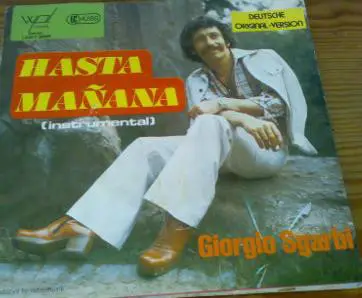 DEUTSCHE
ORIGINAL-VERSION
HASTA
MAÑANA
(instrumental)
Giorgio Sgarbi